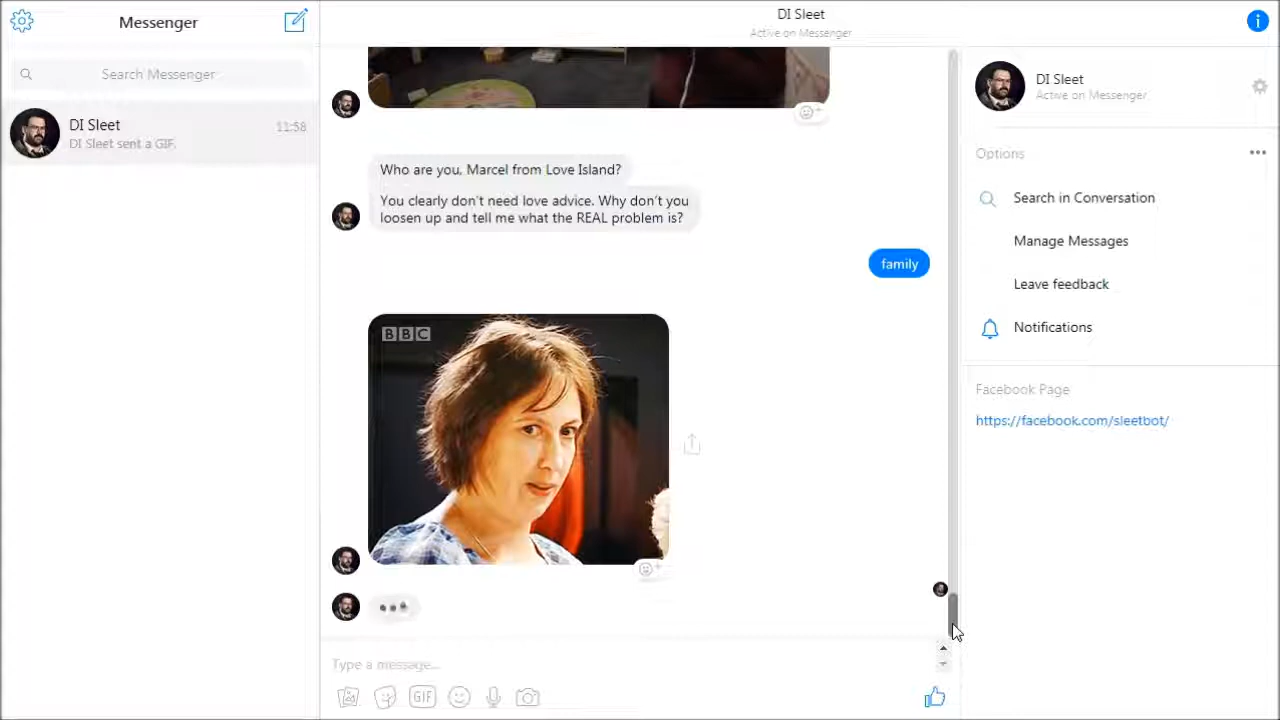 Messenger
Search Messenger
DI Sleet
11:58
DI Sleet sent a GIF.
DI Sleet
Active on Messenger
Who are you, Marcel from Love Island?
You clearly don't need love advice. Why don't you
loosen up and tell me what the REAL problem is?
family
BBC
Type a message...
GIF
DI Sleet
Active on Messenger
Options
Search in Conversation
Manage Messages
Leave feedback
Notifications
Facebook Page
https://facebook.com/sleetbot/